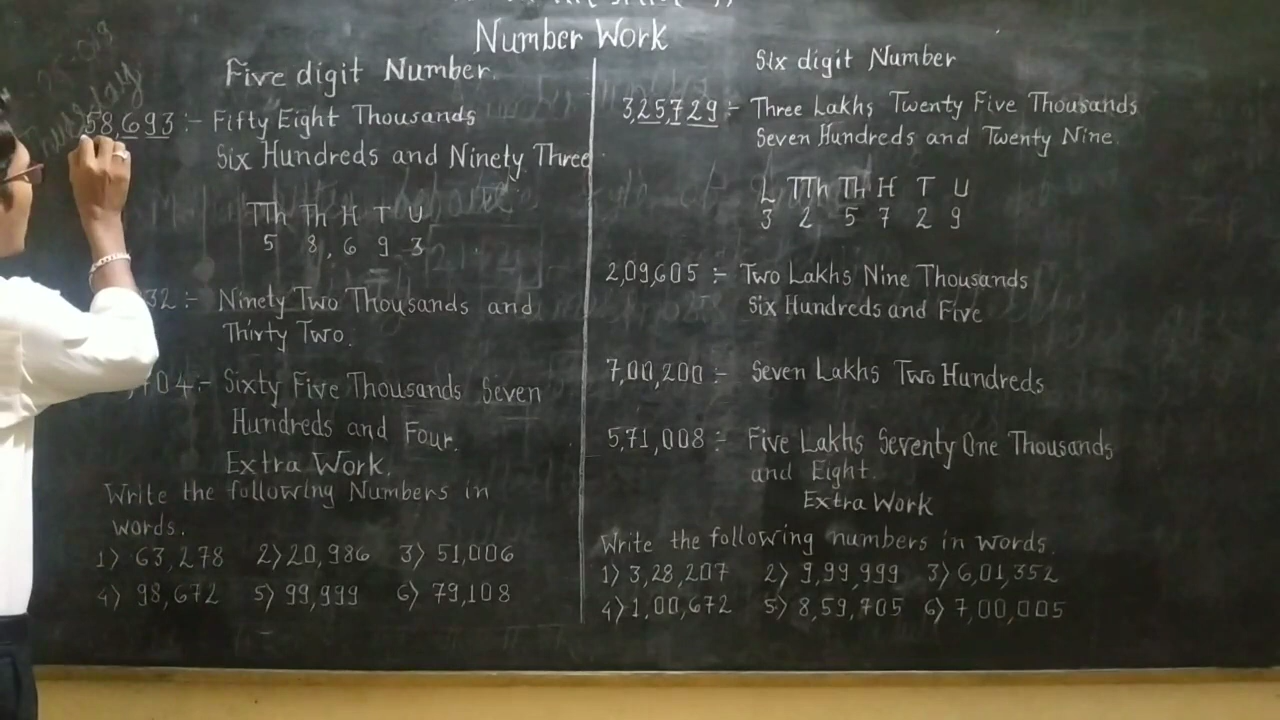 Number Work
Five digit Number.
58,693 :- Fifty Eight Thousands
Six Hundreds and Ninety Three
TTh Th H T U
5 8, 6 9 3
32 :- Ninety Two Thousands and
Thirty Two.
,704 :- Sixty Five Thousands Seven
Hundreds and Four.
Extra Work.
Write the following Numbers in
words.
1) 63,278 2) 20,986 3) 51,006
4) 98,672 5) 99,999 6) 79,108
Six digit Number
3,25,729 :- Three Lakhs Twenty Five Thousands
Seven Hundreds and Twenty Nine.
L TTh Th H T U
3 2 5 7 2 9
2,09,605 :- Two Lakhs Nine Thousands
Six Hundreds and Five
7,00,200 :- Seven Lakhs Two Hundreds
5,71,008 :- Five Lakhs Seventy One Thousands
and Eight.
Extra Work
Write the following numbers in words.
1) 3,28,207 2) 9,99,999 3) 6,01,352
4) 1,00,672 5) 8,59,705 6) 7,00,005